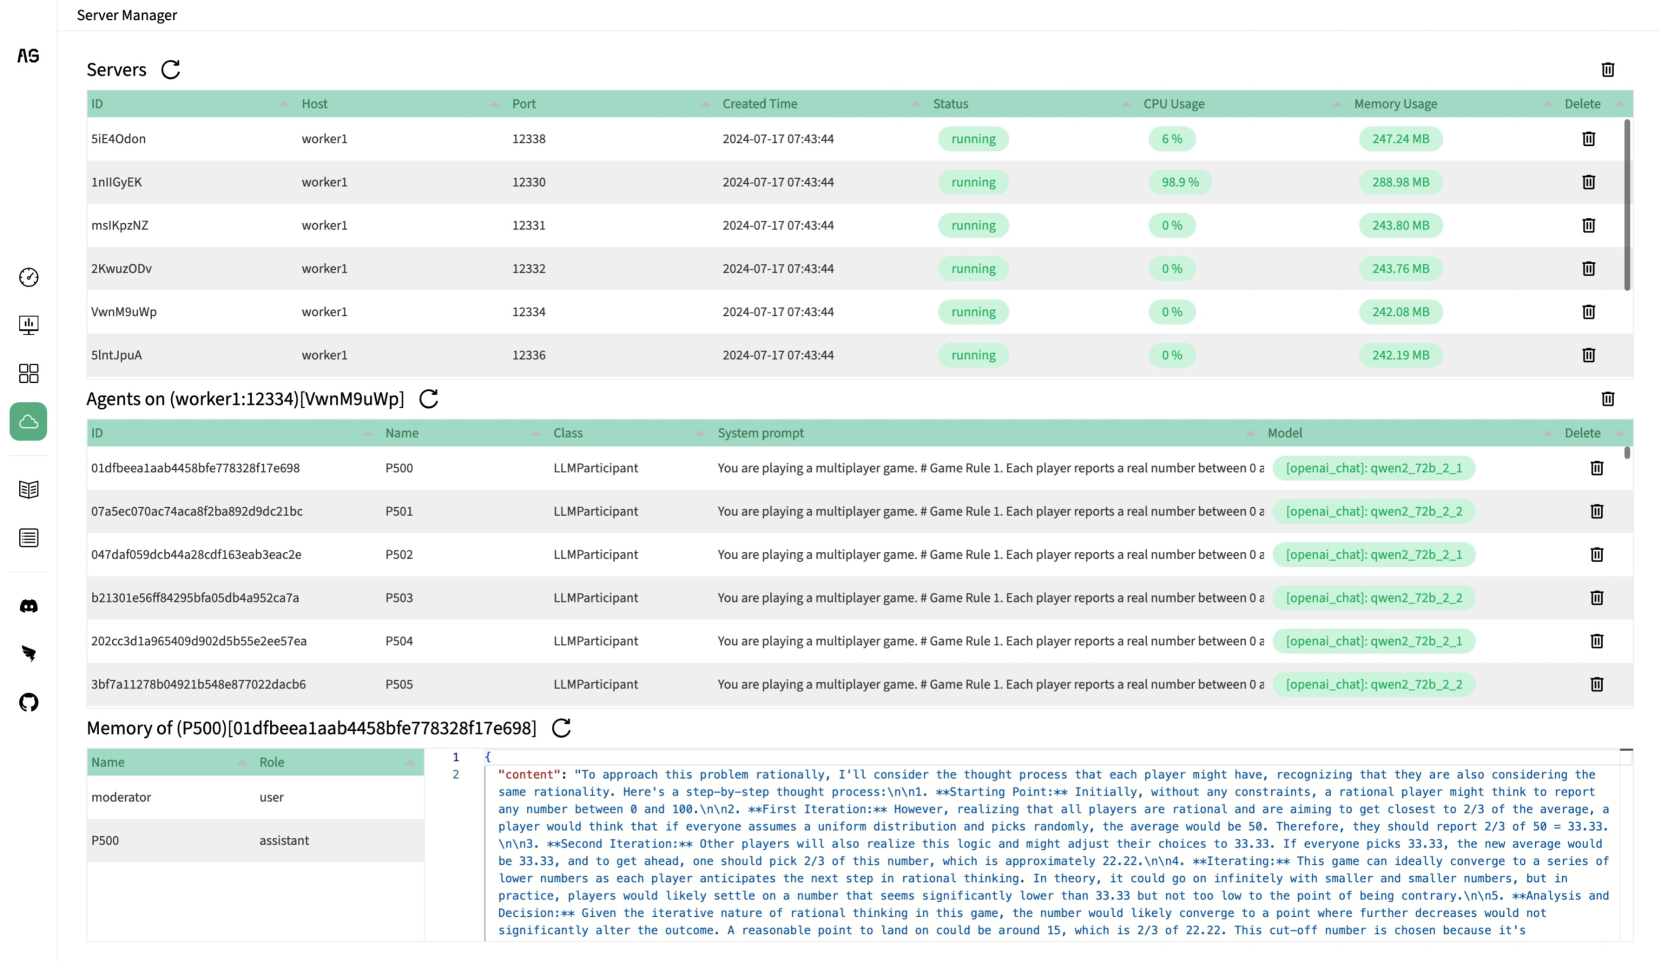 Server Manager
AS
Servers
ID Host Port Created Time Status CPU Usage Memory Usage Delete
5iE4Odon worker1 12338 2024-07-17 07:43:44 running 6 % 247.24 MB
1nIIGyEK worker1 12330 2024-07-17 07:43:44 running 98.9 % 288.98 MB
msIKpzNZ worker1 12331 2024-07-17 07:43:44 running 0 % 243.80 MB
2KwuzODv worker1 12332 2024-07-17 07:43:44 running 0 % 243.76 MB
VwnM9uWp worker1 12334 2024-07-17 07:43:44 running 0 % 242.08 MB
5lntJpuA worker1 12336 2024-07-17 07:43:44 running 0 % 242.19 MB
Agents on (worker1:12334)[VwnM9uWp]
ID Name Class System prompt Model Delete
01dfbeea1aab4458bfe778328f17e698 P500 LLMParticipant You are playing a multiplayer game. # Game Rule 1. Each player reports a real number between 0 a [openai_chat]: qwen2_72b_2_1
07a5ec070ac74aca8f2ba892d9dc21bc P501 LLMParticipant You are playing a multiplayer game. # Game Rule 1. Each player reports a real number between 0 a [openai_chat]: qwen2_72b_2_2
047daf059dcb44a28cdf163eab3eac2e P502 LLMParticipant You are playing a multiplayer game. # Game Rule 1. Each player reports a real number between 0 a [openai_chat]: qwen2_72b_2_1
b21301e56ff84295bfa05db4a952ca7a P503 LLMParticipant You are playing a multiplayer game. # Game Rule 1. Each player reports a real number between 0 a [openai_chat]: qwen2_72b_2_2
202cc3d1a965409d902d5b55e2ee57ea P504 LLMParticipant You are playing a multiplayer game. # Game Rule 1. Each player reports a real number between 0 a [openai_chat]: qwen2_72b_2_1
3bf7a11278b04921b548e877022dacb6 P505 LLMParticipant You are playing a multiplayer game. # Game Rule 1. Each player reports a real number between 0 a [openai_chat]: qwen2_72b_2_2
Memory of (P500)[01dfbeea1aab4458bfe778328f17e698]
Name Role
moderator user
P500 assistant
1 {
2 "content": "To approach this problem rationally, I'll consider the thought process that each player might have, recognizing that they are also considering the
same rationality. Here's a step-by-step thought process:\n\n1. **Starting Point:** Initially, without any constraints, a rational player might think to report
any number between 0 and 100.\n\n2. **First Iteration:** However, realizing that all players are rational and are aiming to get closest to 2/3 of the average, a
player would think that if everyone assumes a uniform distribution and picks randomly, the average would be 50. Therefore, they should report 2/3 of 50 = 33.33.
\n\n3. **Second Iteration:** Other players will also realize this logic and might adjust their choices to 33.33. If everyone picks 33.33, the new average would
be 33.33, and to get ahead, one should pick 2/3 of this number, which is approximately 22.22.\n\n4. **Iterating:** This game can ideally converge to a series of
lower numbers as each player anticipates the next step in rational thinking. In theory, it could go on infinitely with smaller and smaller numbers, but in
practice, players would likely settle on a number that seems significantly lower than 33.33 but not too low to the point of being contrary.\n\n5. **Analysis and
Decision:** Given the iterative nature of rational thinking in this game, the number would likely converge to a point where further decreases would not
significantly alter the outcome. A reasonable point to land on could be around 15, which is 2/3 of 22.22. This cut-off number is chosen because it's